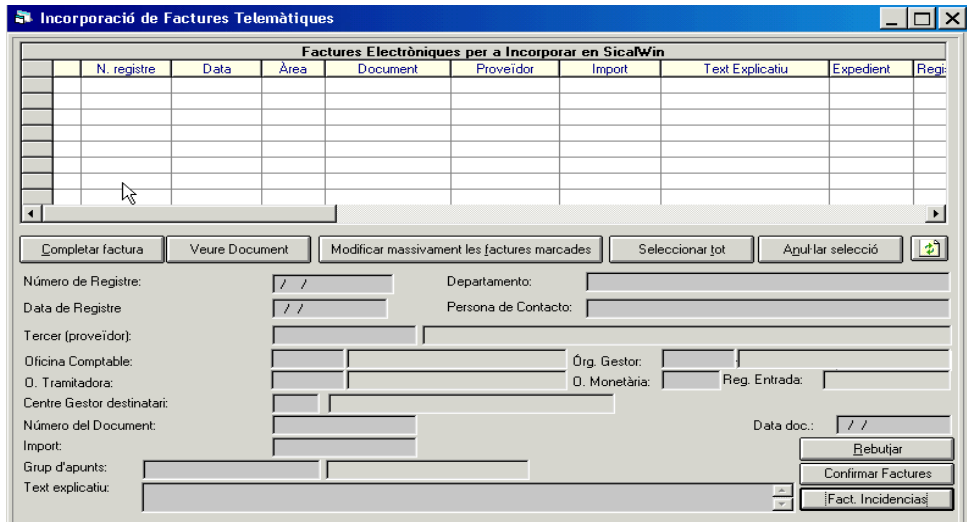 Incorporació de Factures Telemàtiques
Factures Electròniques per a Incorporar en SicalWin
N. registre Data Àrea Document Proveïdor Import Text Explicatiu Expedient Regis
Completar factura Veure Document Modificar massivament les factures marcades Seleccionar tot Anul·lar selecció
Número de Registre: / / Departamento:
Data de Registre / / Persona de Contacto:
Tercer (proveïdor):
Oficina Comptable: Órg. Gestor:
O. Tramitadora: O. Monetària: Reg. Entrada:
Centre Gestor destinatari:
Número del Document: Data doc.: / /
Import: Rebutjar
Grup d'apunts: Confirmar Factures
Text explicatiu: Fact. Incidencias